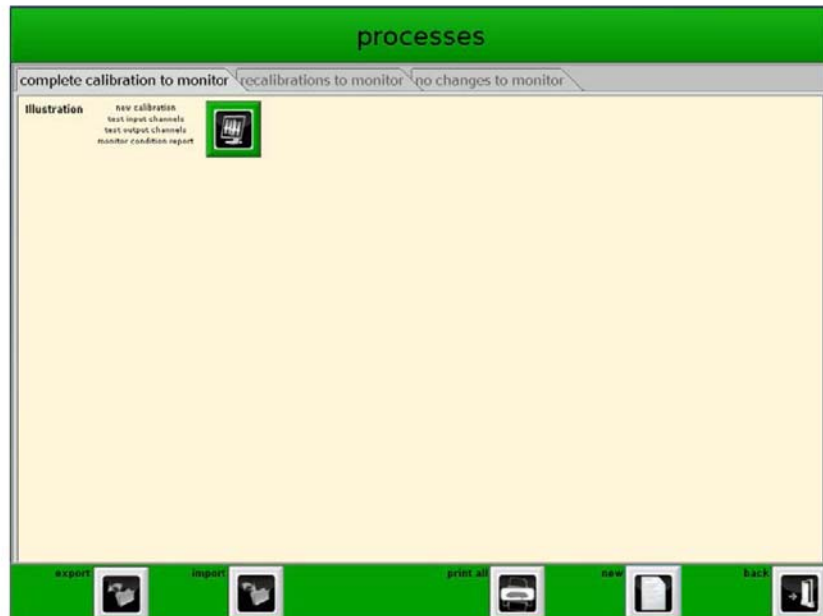 processes
complete calibration to monitor recalibrations to monitor no changes to monitor
Illustration
new calibration
test input channels
test output channels
monitor condition report
export import print all new back